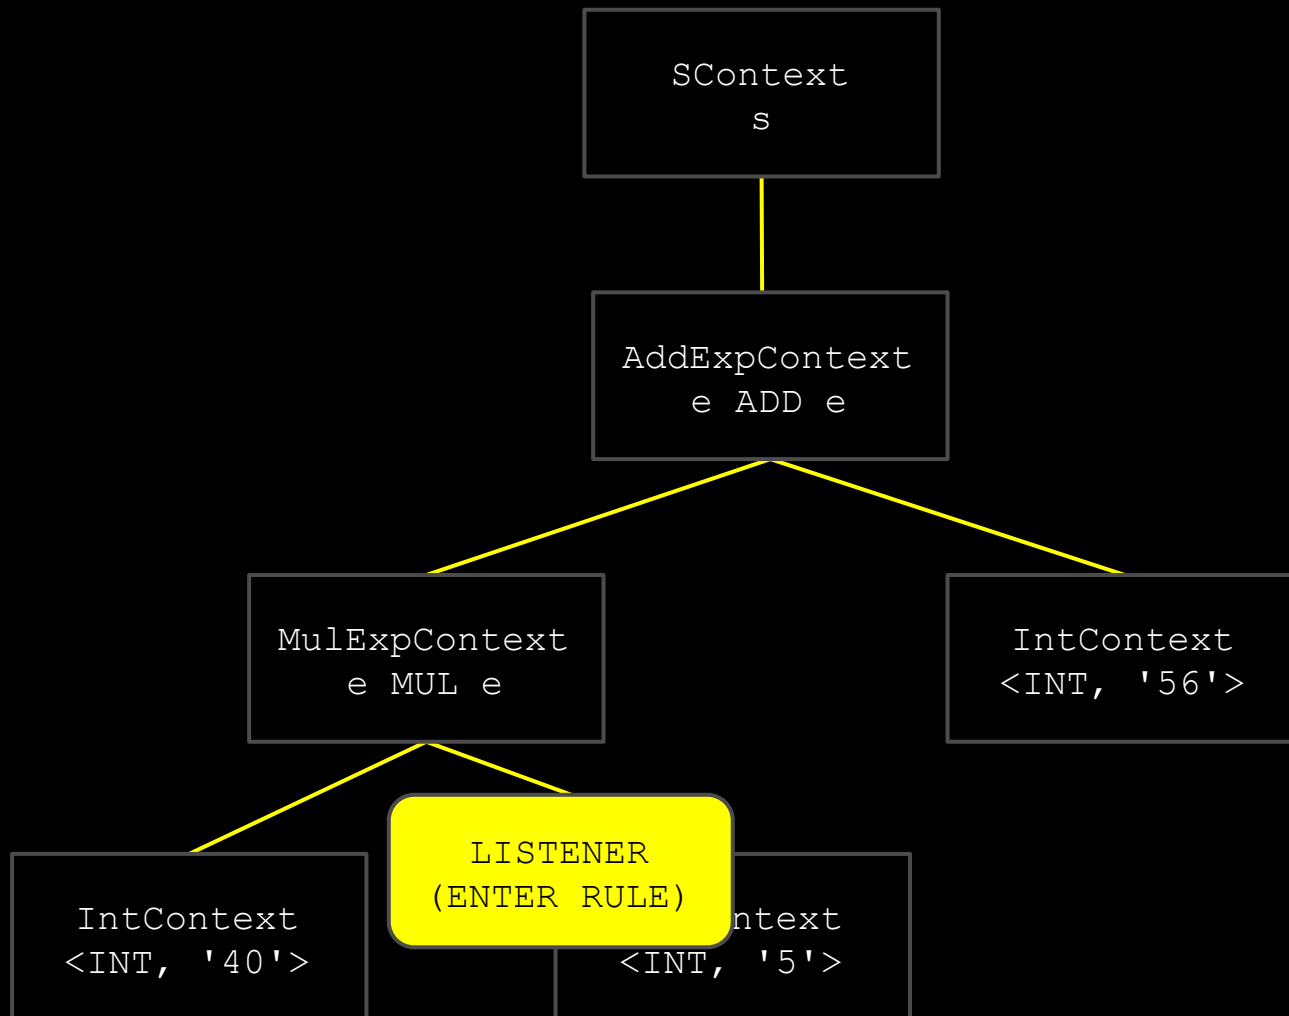 SContext
s
AddExpContext
e ADD e
MulExpContext
e MUL e
IntContext
<INT, '56'>
LISTENER
(ENTER RULE)
IntContext
<INT, '40'>
ntext
<INT, '5'>